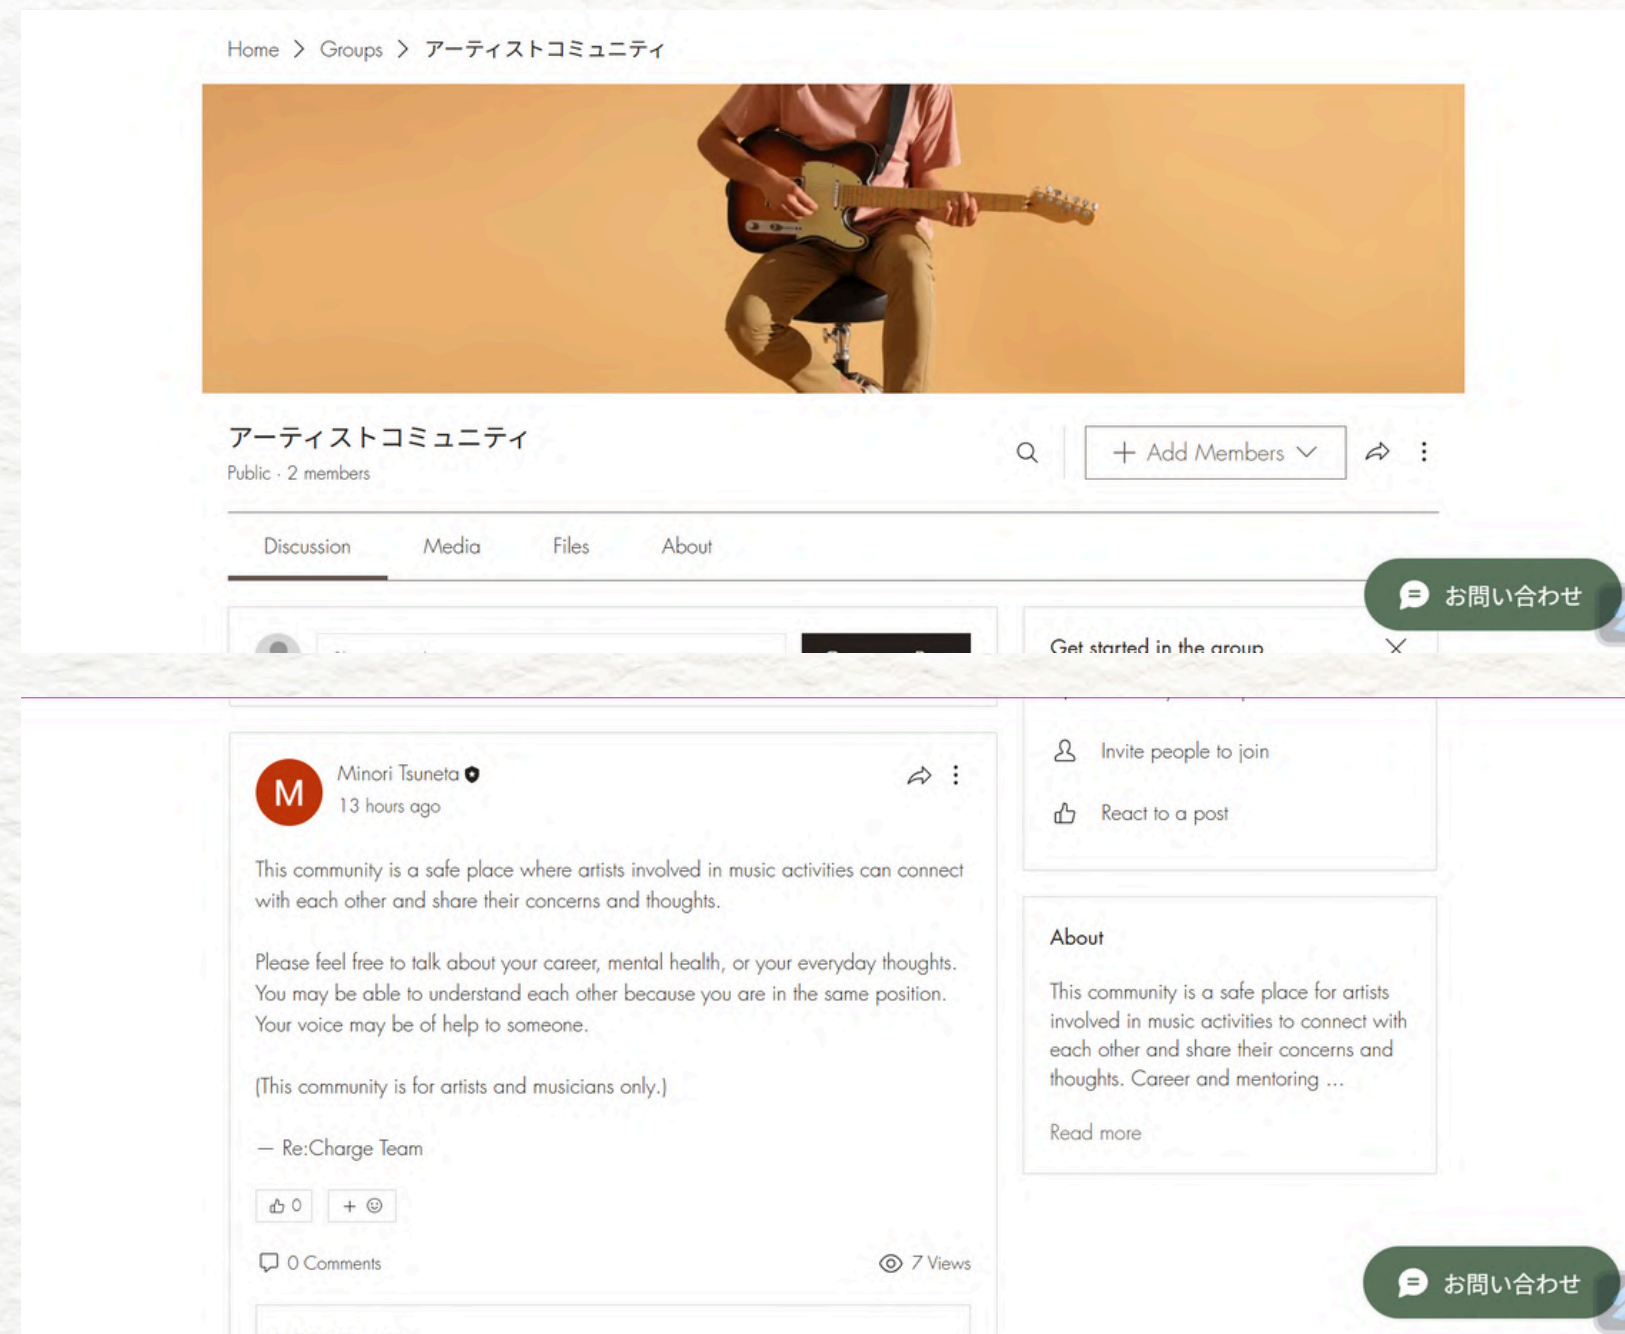 Home > Groups > アーティストコミュニティ
アーティストコミュニティ
Public · 2 members
+ Add Members
Discussion Media Files About
お問い合わせ
Get started in the group
Invite people to join
React to a post
M
Minori Tsuneta
13 hours ago
This community is a safe place where artists involved in music activities can connect
with each other and share their concerns and thoughts.
Please feel free to talk about your career, mental health, or your everyday thoughts.
You may be able to understand each other because you are in the same position.
Your voice may be of help to someone.
(This community is for artists and musicians only.)
— Re:Charge Team
0
+
0 Comments
7 Views
About
This community is a safe place for artists
involved in music activities to connect with
each other and share their concerns and
thoughts. Career and mentoring ...
Read more
お問い合わせ